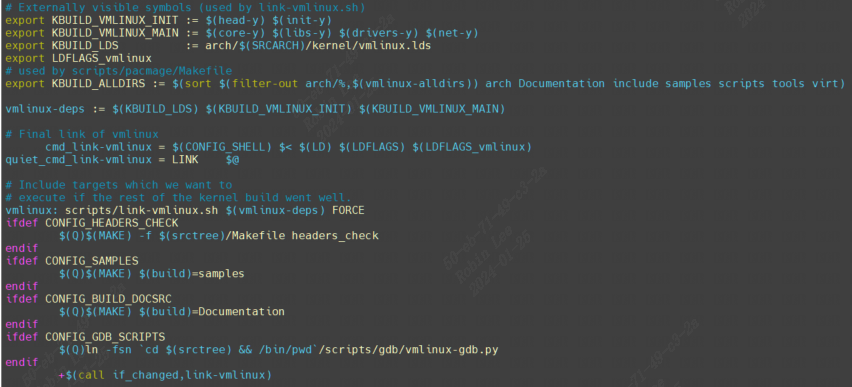 # Externally visible symbols (used by link-vmlinux.sh)
export KBUILD_VMLINUX_INIT := $(head-y) $(init-y)
export KBUILD_VMLINUX_MAIN := $(core-y) $(libs-y) $(drivers-y) $(net-y)
export KBUILD_LDS          := arch/$(SRCARCH)/kernel/vmlinux.lds
export LDFLAGS_vmlinux
# used by scripts/pacmage/Makefile
export KBUILD_ALLDIRS := $(sort $(filter-out arch/%,$(vmlinux-alldirs)) arch Documentation include samples scripts tools virt)
vmlinux-deps := $(KBUILD_LDS) $(KBUILD_VMLINUX_INIT) $(KBUILD_VMLINUX_MAIN)
# Final link of vmlinux
      cmd_link-vmlinux = $(CONFIG_SHELL) $< $(LD) $(LDFLAGS) $(LDFLAGS_vmlinux)
quiet_cmd_link-vmlinux = LINK    $@
# Include targets which we want to
# execute if the rest of the kernel build went well.
vmlinux: scripts/link-vmlinux.sh $(vmlinux-deps) FORCE
ifdef CONFIG_HEADERS_CHECK
        $(Q)$(MAKE) -f $(srctree)/Makefile headers_check
endif
ifdef CONFIG_SAMPLES
        $(Q)$(MAKE) $(build)=samples
endif
ifdef CONFIG_BUILD_DOCSRC
        $(Q)$(MAKE) $(build)=Documentation
endif
ifdef CONFIG_GDB_SCRIPTS
        $(Q)ln -fsn `cd $(srctree) && /bin/pwd`/scripts/gdb/vmlinux-gdb.py
endif
        +$(call if_changed,link-vmlinux)